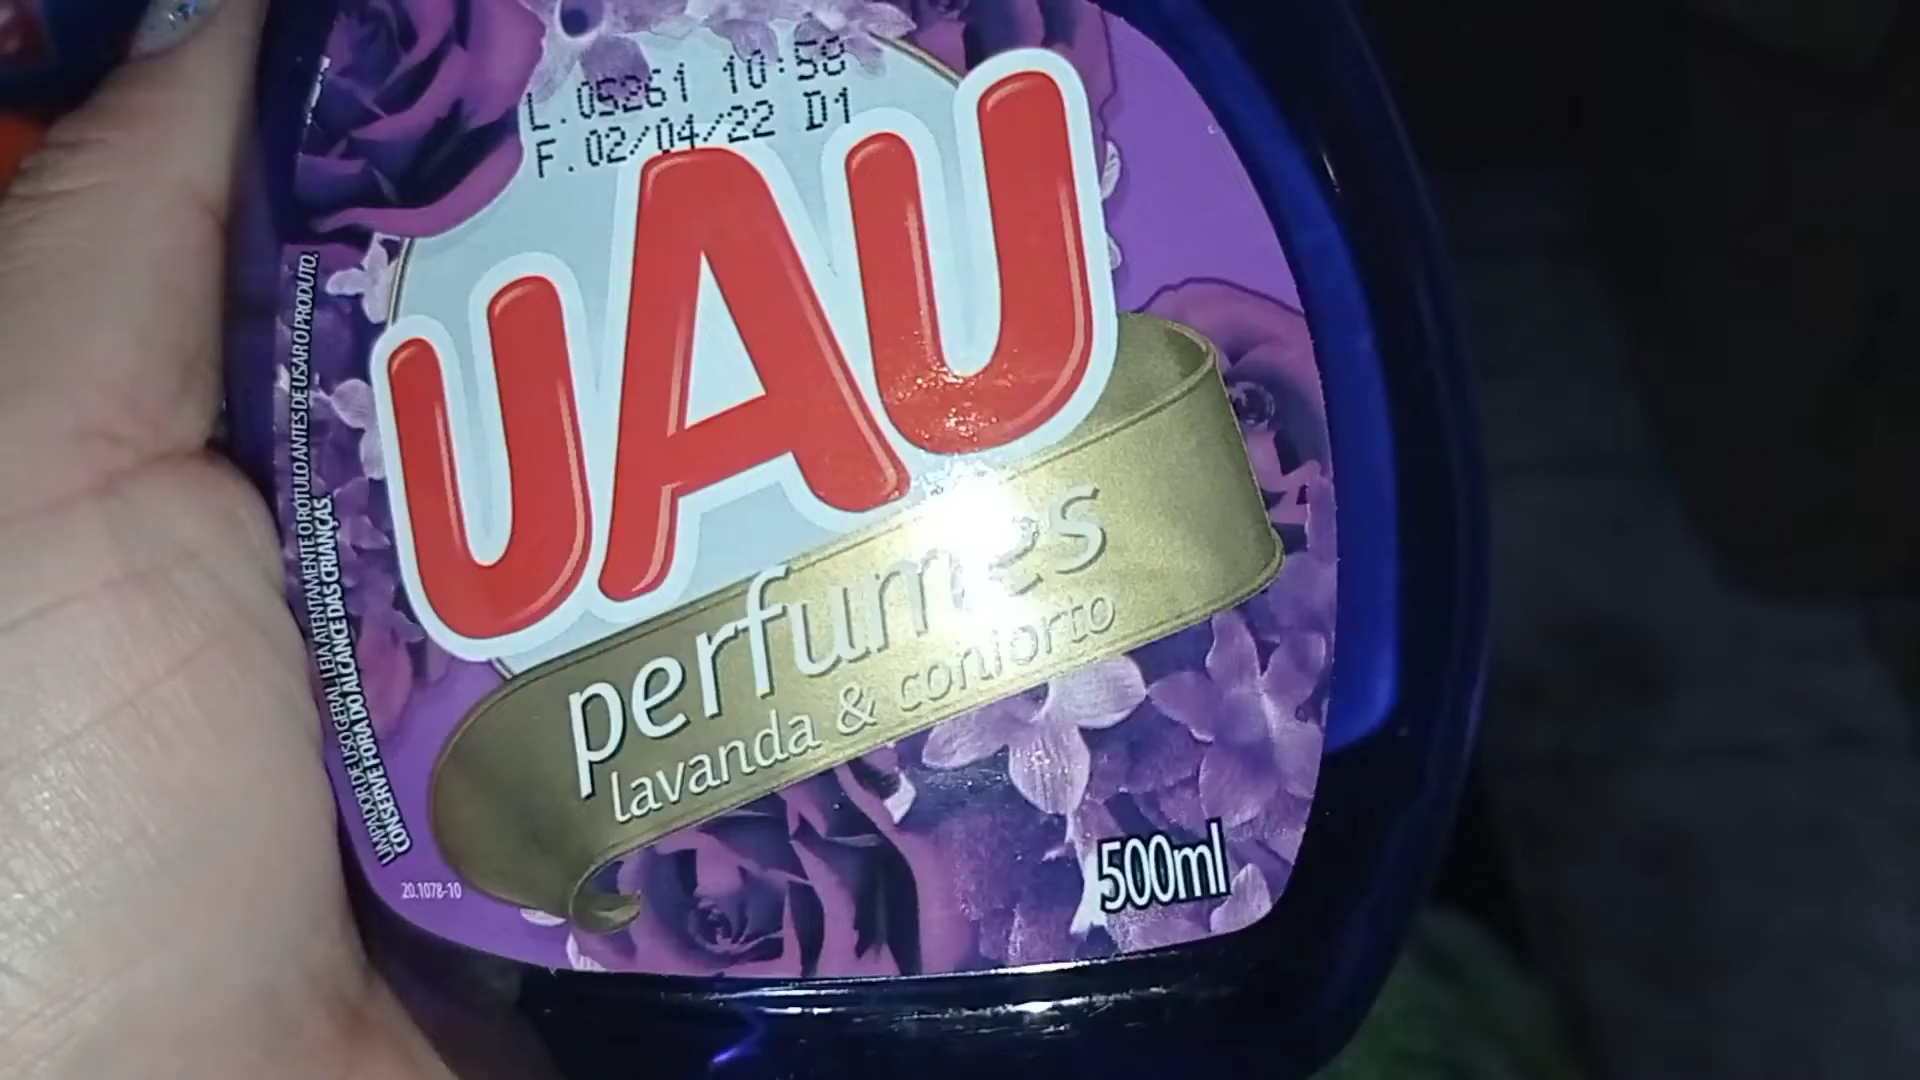 L.05261 10:58
F.02/04/22 D1
UAU
perfumes
lavanda & conforto
500ml
LIMPADOR DE USO GERAL. LEIA ATENTAMENTE O RÓTULO ANTES DE USAR O PRODUTO.
CONSERVE FORA DO ALCANCE DAS CRIANÇAS.
20.1078-10